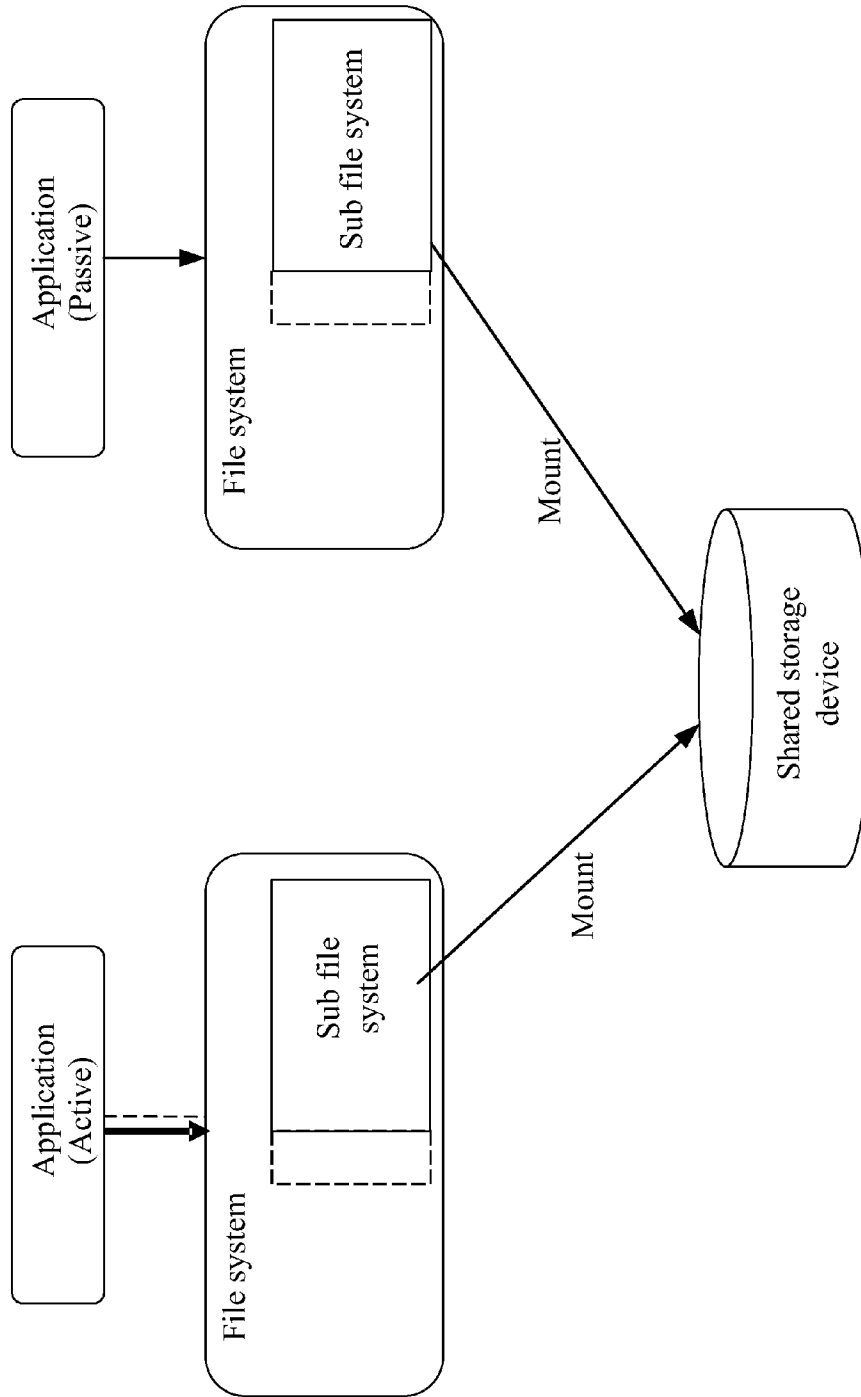 Application
(Active)
File system
Sub file
system
Mount
Application
(Passive)
File system
Sub file system
Mount
Shared storage
device